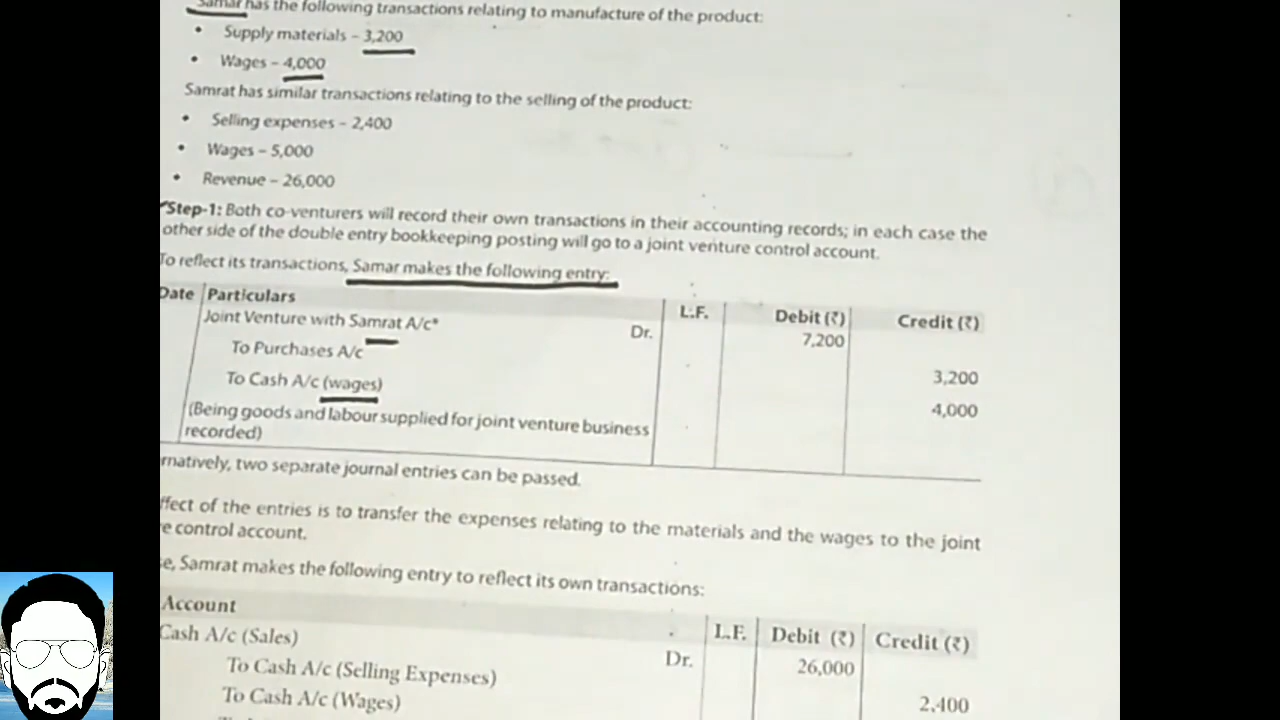 Samar has the following transactions relating to manufacture of the product:
• Supply materials – 3,200
• Wages – 4,000
Samrat has similar transactions relating to the selling of the product:
• Selling expenses – 2,400
• Wages – 5,000
• Revenue – 26,000
Step-1: Both co-venturers will record their own transactions in their accounting records; in each case the
other side of the double entry bookkeeping posting will go to a joint venture control account.
To reflect its transactions, Samar makes the following entry:
Date Particulars L.F. Debit (₹) Credit (₹)
Joint Venture with Samrat A/c* Dr. 7,200
To Purchases A/c 3,200
To Cash A/c (wages) 4,000
(Being goods and labour supplied for joint venture business
recorded)
rnatively, two separate journal entries can be passed.
ffect of the entries is to transfer the expenses relating to the materials and the wages to the joint
e control account.
e, Samrat makes the following entry to reflect its own transactions:
Account L.F. Debit (₹) Credit (₹)
Cash A/c (Sales) Dr. 26,000
To Cash A/c (Selling Expenses) 2,400
To Cash A/c (Wages)